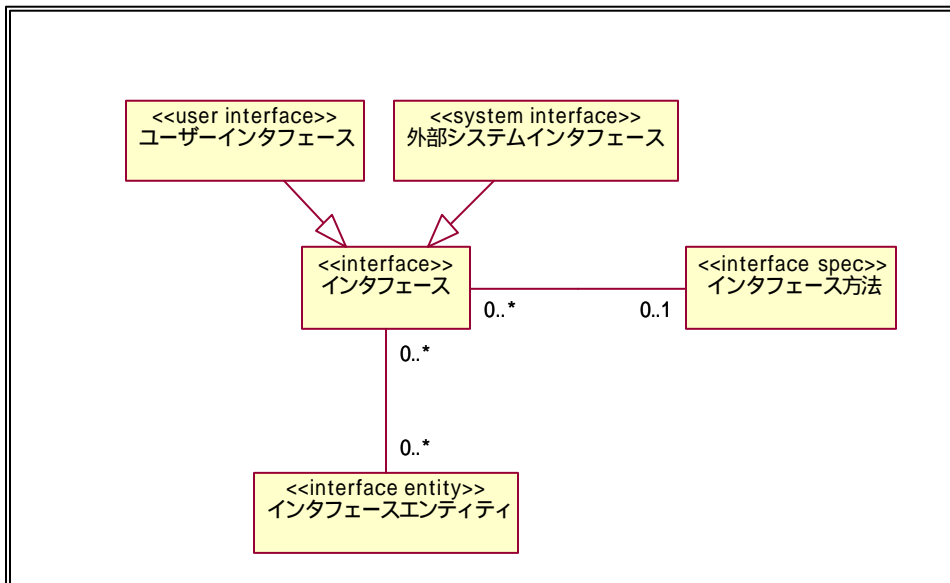 <<user interface>>
ユーザーインタフェース
<<system interface>>
外部システムインタフェース
<<interface>>
インタフェース
<<interface spec>>
インタフェース方法
0..*
0..1
0..*
0..*
<<interface entity>>
インタフェースエンディティ